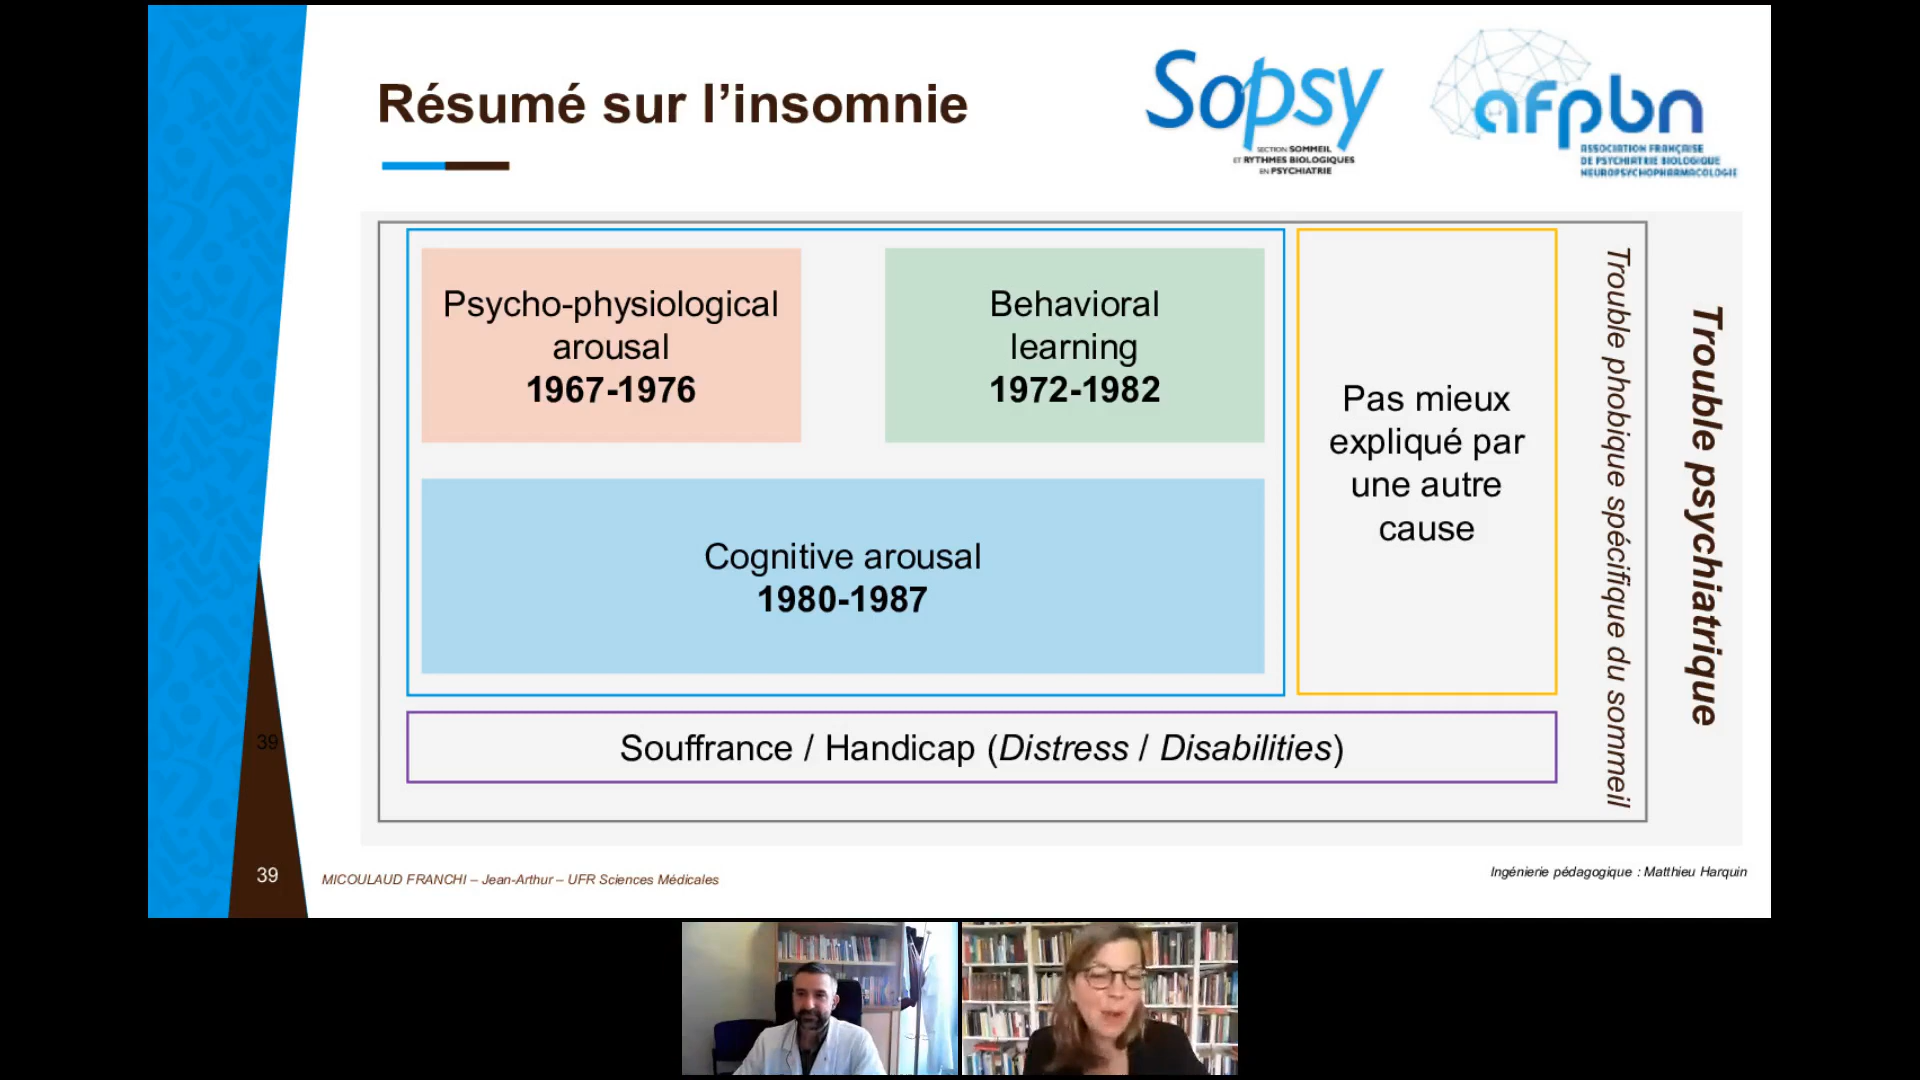 Résumé sur l’insomnie
Sopsy
SECTION SOMMEIL
ET RYTHMES BIOLOGIQUES
EN PSYCHIATRIE
afpbn
ASSOCIATION FRANÇAISE
DE PSYCHIATRIE BIOLOGIQUE
NEUROPSYCHOPHARMACOLOGIE
Psycho-physiological
arousal
1967-1976
Behavioral
learning
1972-1982
Cognitive arousal
1980-1987
Pas mieux
expliqué par
une autre
cause
Souffrance / Handicap (Distress / Disabilities)
Trouble phobique spécifique du sommeil
Trouble psychiatrique
39
39
MICOULAUD FRANCHI – Jean-Arthur – UFR Sciences Médicales
Ingénierie pédagogique : Matthieu Harquin